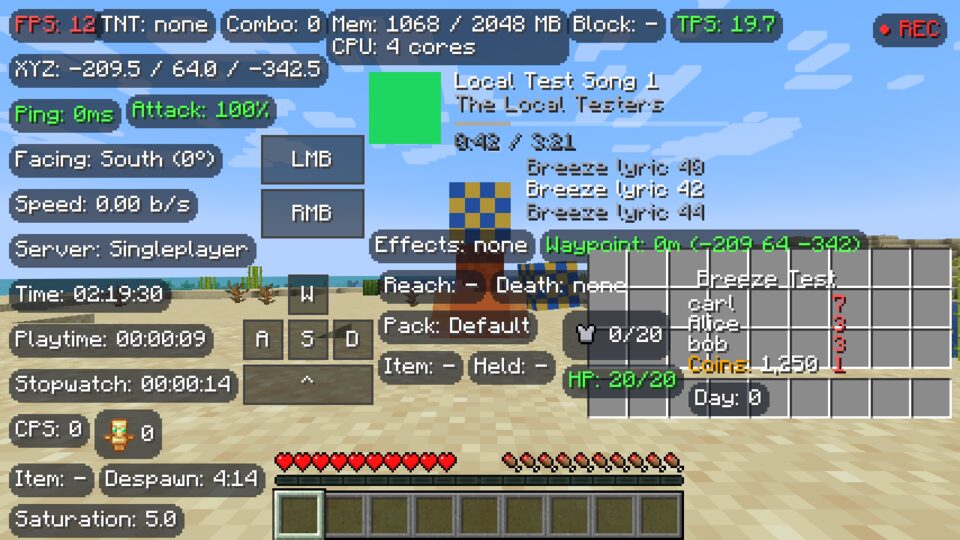 FPS: 12
TNT: none
Combo: 0
Mem: 1068 / 2048 MB
CPU: 4 cores
Block: -
TPS: 19.7
REC
XYZ: -209.5 / 64.0 / -342.5
Local Test Song 1
The Local Testers
0:42 / 3:21
Ping: 0ms
Attack: 100%
Facing: South (0°)
LMB
Breeze lyric 40
Breeze lyric 42
Breeze lyric 44
Speed: 0.00 b/s
RMB
Server: Singleplayer
Effects: none
Waypoint: 0m (-209 64 -342)
Time: 02:19:30
W
Reach: -
Death: none
Breeze Test
carl 7
Alice 3
bob 3
Coins: 1,250 1
Playtime: 00:00:09
A
S
D
Pack: Default
0/20
Stopwatch: 00:00:14
^
Item: -
Held: -
HP: 20/20
Day: 0
CPS: 0
0
Item: -
Despawn: 4:14
Saturation: 5.0